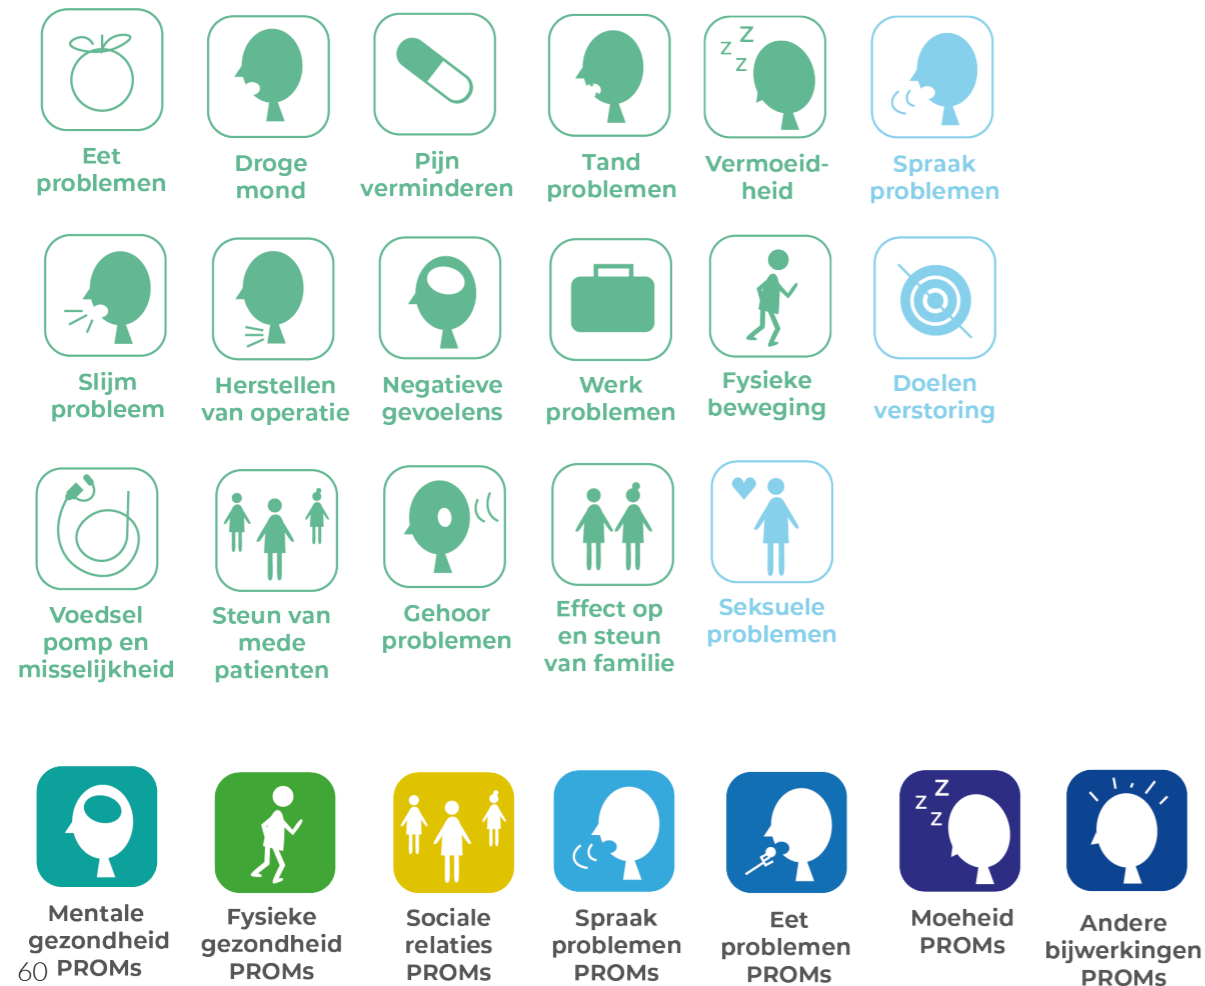 z Z z
Eet
problemen
Droge
mond
Pijn
verminderen
Tand
problemen
Vermoeid-
heid
Spraak
problemen
Slijm
probleem
Herstellen
van operatie
Negatieve
gevoelens
Werk
problemen
Fysieke
beweging
Doelen
verstoring
Voedsel
pomp en
misselijkheid
Steun van
mede
patienten
Gehoor
problemen
Effect op
en steun
van familie
Seksuele
problemen
z Z z
Mentale
gezondheid
PROMs
Fysieke
gezondheid
PROMs
Sociale
relaties
PROMs
Spraak
problemen
PROMs
Eet
problemen
PROMs
Moeheid
PROMs
Andere
bijwerkingen
PROMs
60